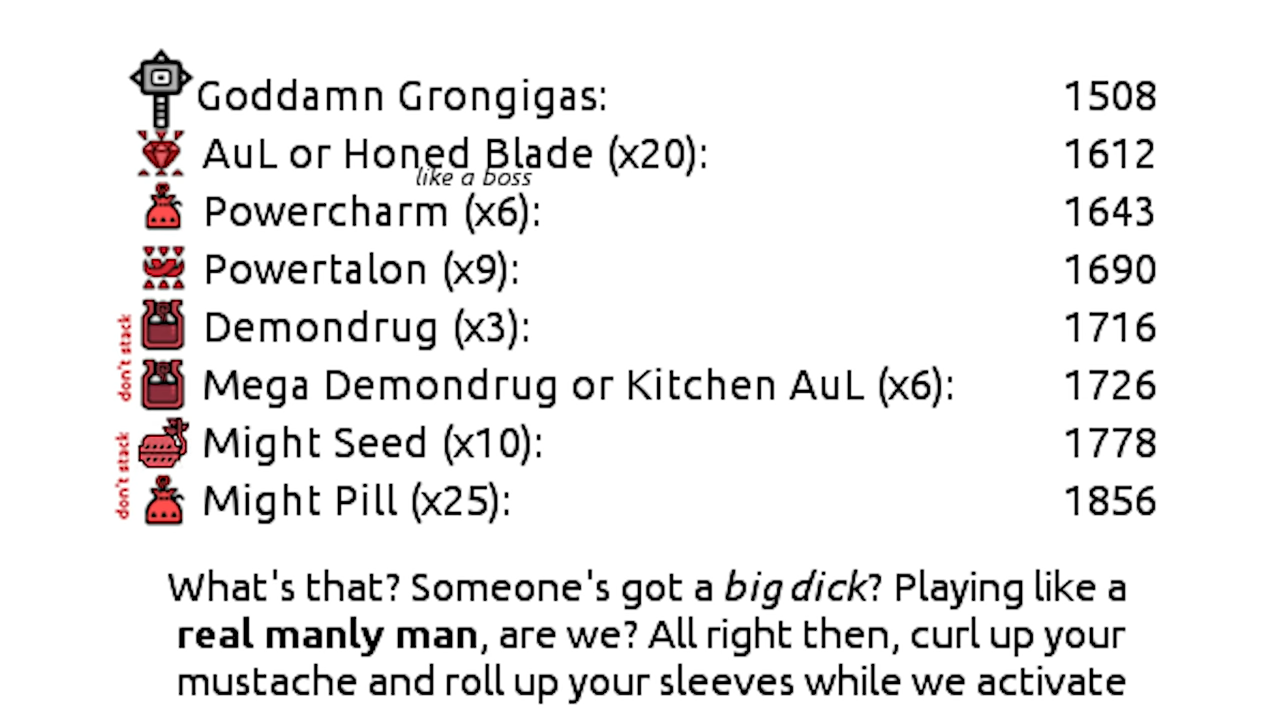 Goddamn Grongigas: 1508
AuL or Honed Blade (x20): 1612
like a boss
Powercharm (x6): 1643
Powertalon (x9): 1690
Demondrug (x3): 1716
don't stack
Mega Demondrug or Kitchen AuL (x6): 1726
Might Seed (x10): 1778
don't stack
Might Pill (x25): 1856
What's that? Someone's got a big dick? Playing like a
real manly man, are we? All right then, curl up your
mustache and roll up your sleeves while we activate